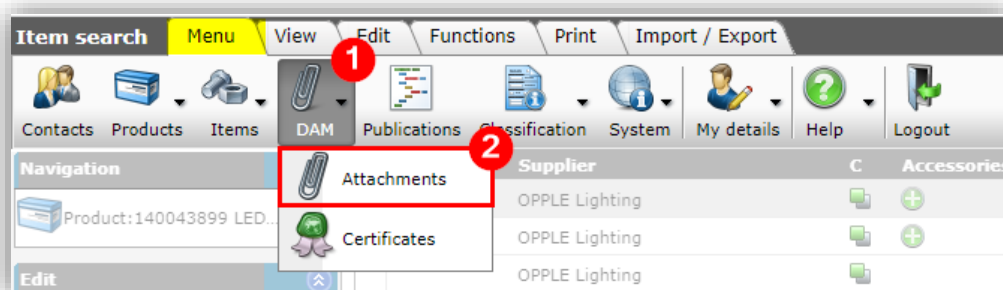 Item search Menu View Edit Functions Print Import / Export
1
Contacts Products Items DAM Publications Classification System My details Help Logout
2
Navigation Supplier C Accessories
Attachments
Product:140043899 LED... OPPLE Lighting
Certificates OPPLE Lighting
Edit OPPLE Lighting